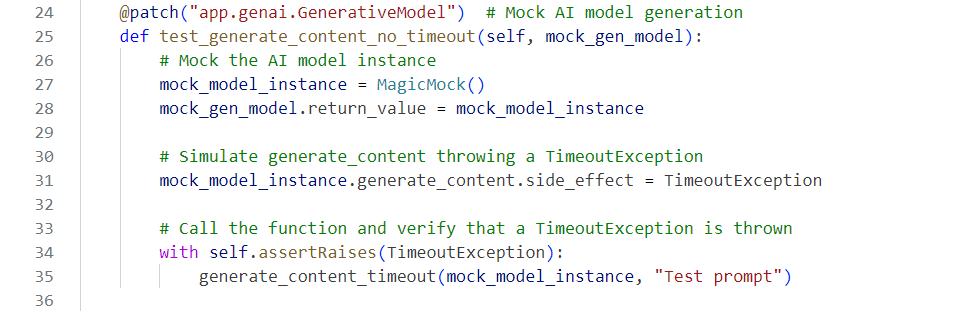 24 @patch("app.genai.GenerativeModel")  # Mock AI model generation
25 def test_generate_content_no_timeout(self, mock_gen_model):
26     # Mock the AI model instance
27     mock_model_instance = MagicMock()
28     mock_gen_model.return_value = mock_model_instance
29
30     # Simulate generate_content throwing a TimeoutException
31     mock_model_instance.generate_content.side_effect = TimeoutException
32
33     # Call the function and verify that a TimeoutException is thrown
34     with self.assertRaises(TimeoutException):
35         generate_content_timeout(mock_model_instance, "Test prompt")
36